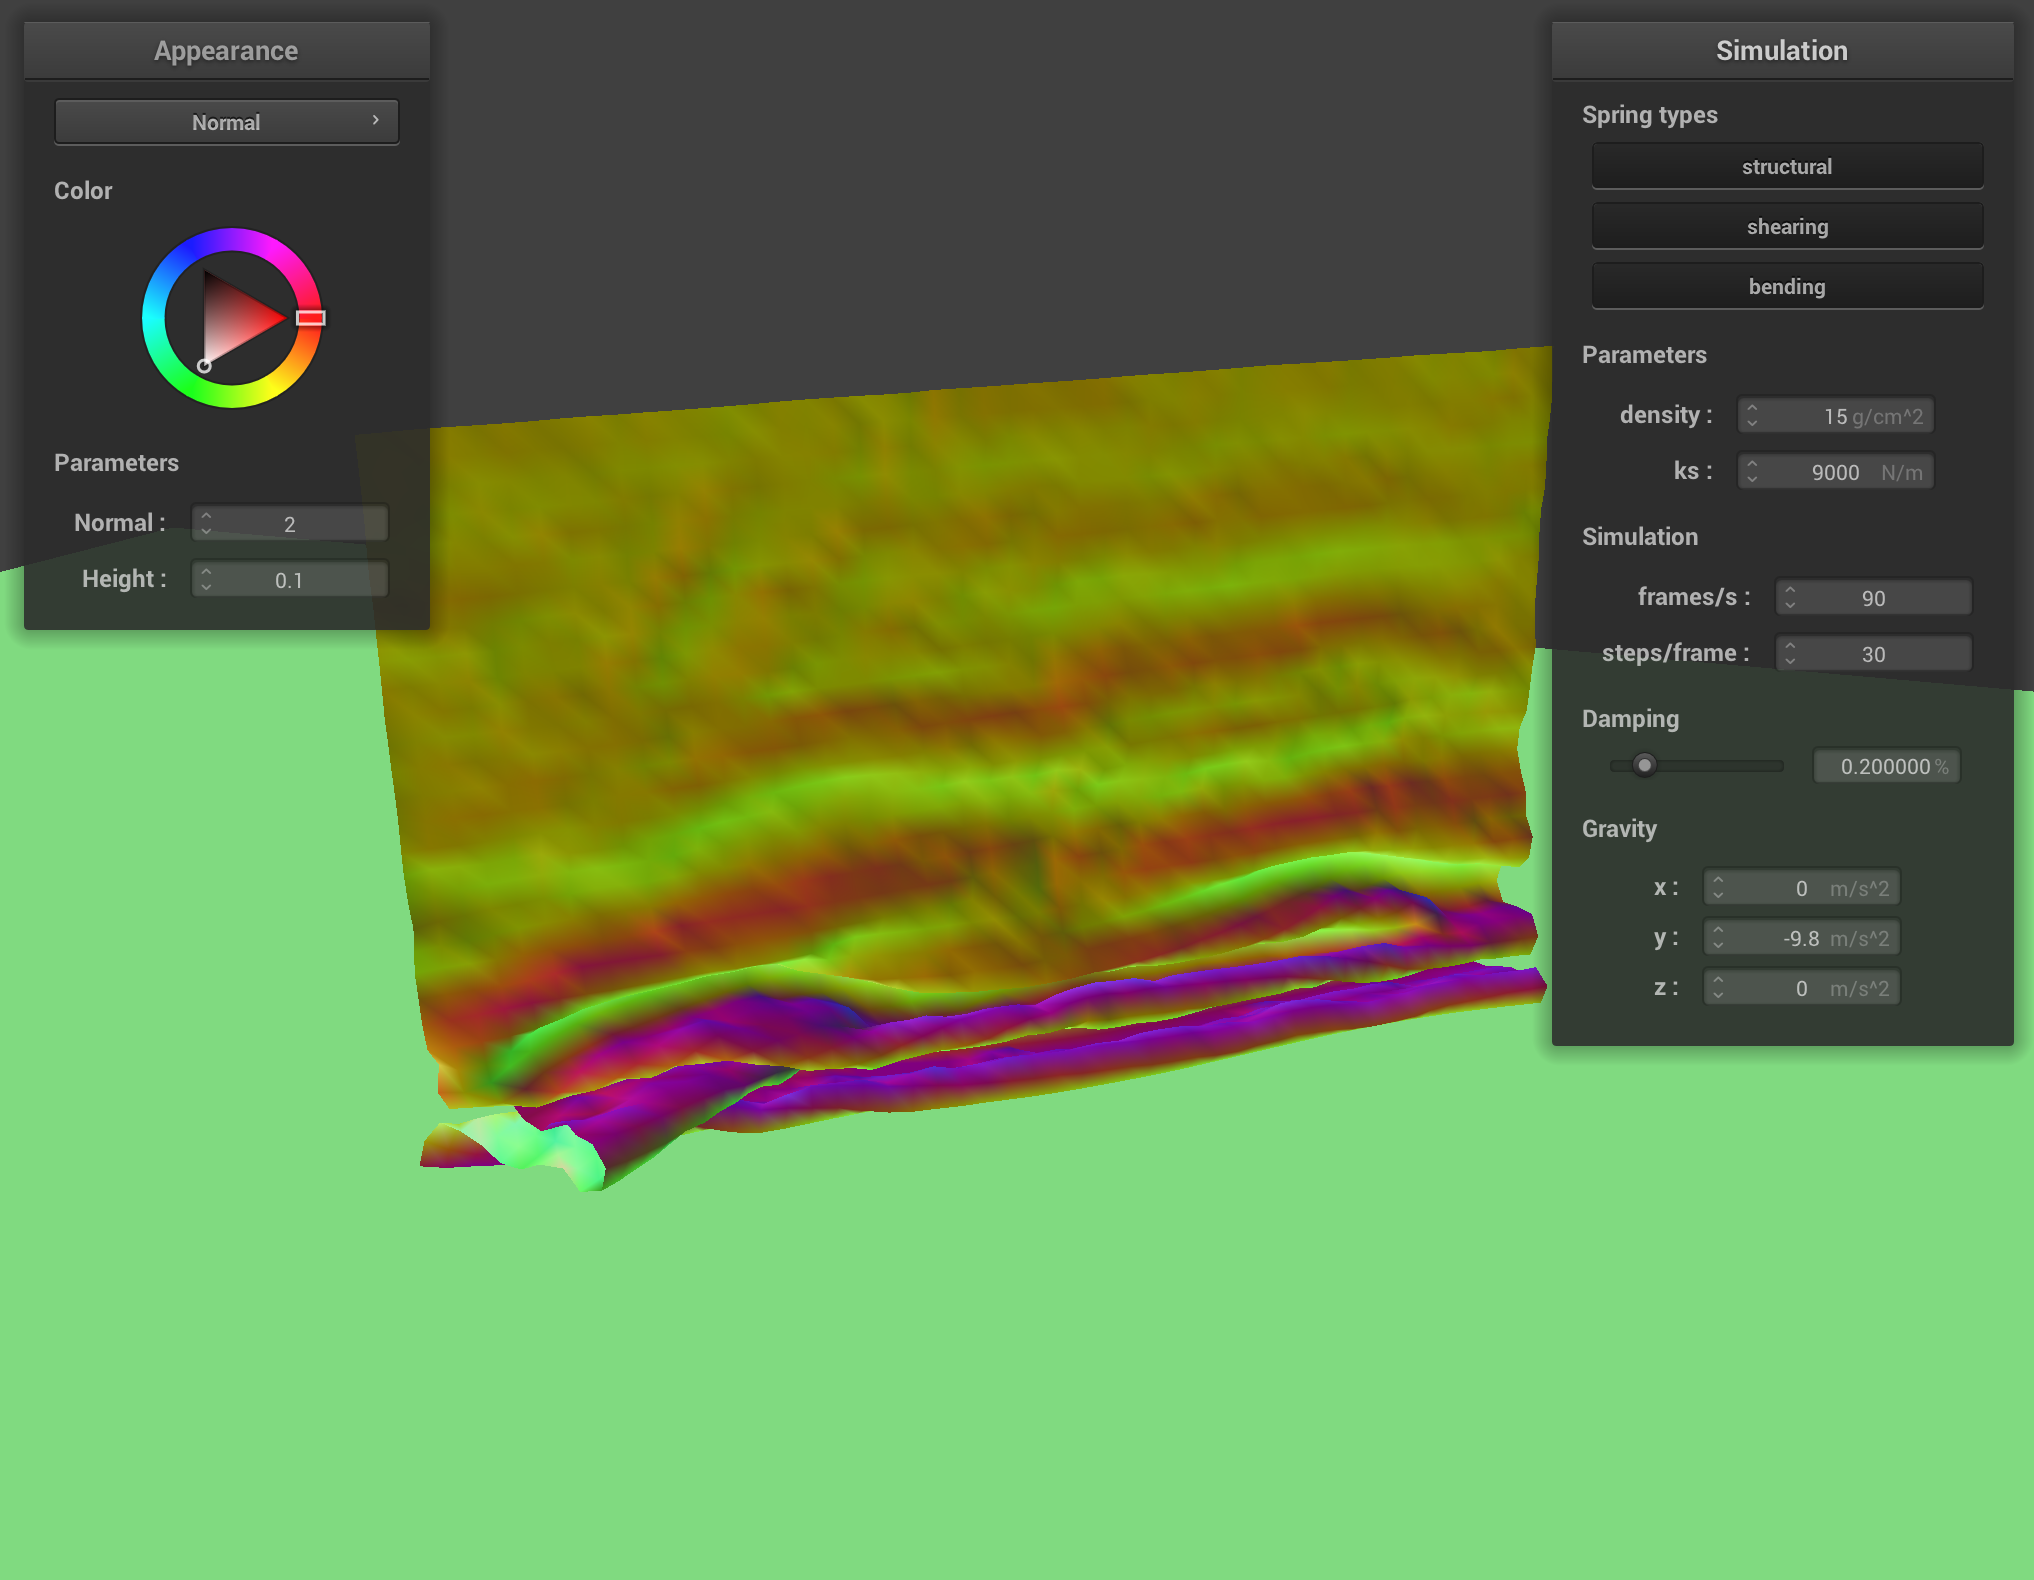 Appearance
Normal
Color
Parameters
Normal : 2
Height : 0.1
Simulation
Spring types
structural
shearing
bending
Parameters
density : 15 g/cm^2
ks : 9000 N/m
Simulation
frames/s : 90
steps/frame : 30
Damping
0.200000 %
Gravity
x : 0 m/s^2
y : -9.8 m/s^2
z : 0 m/s^2